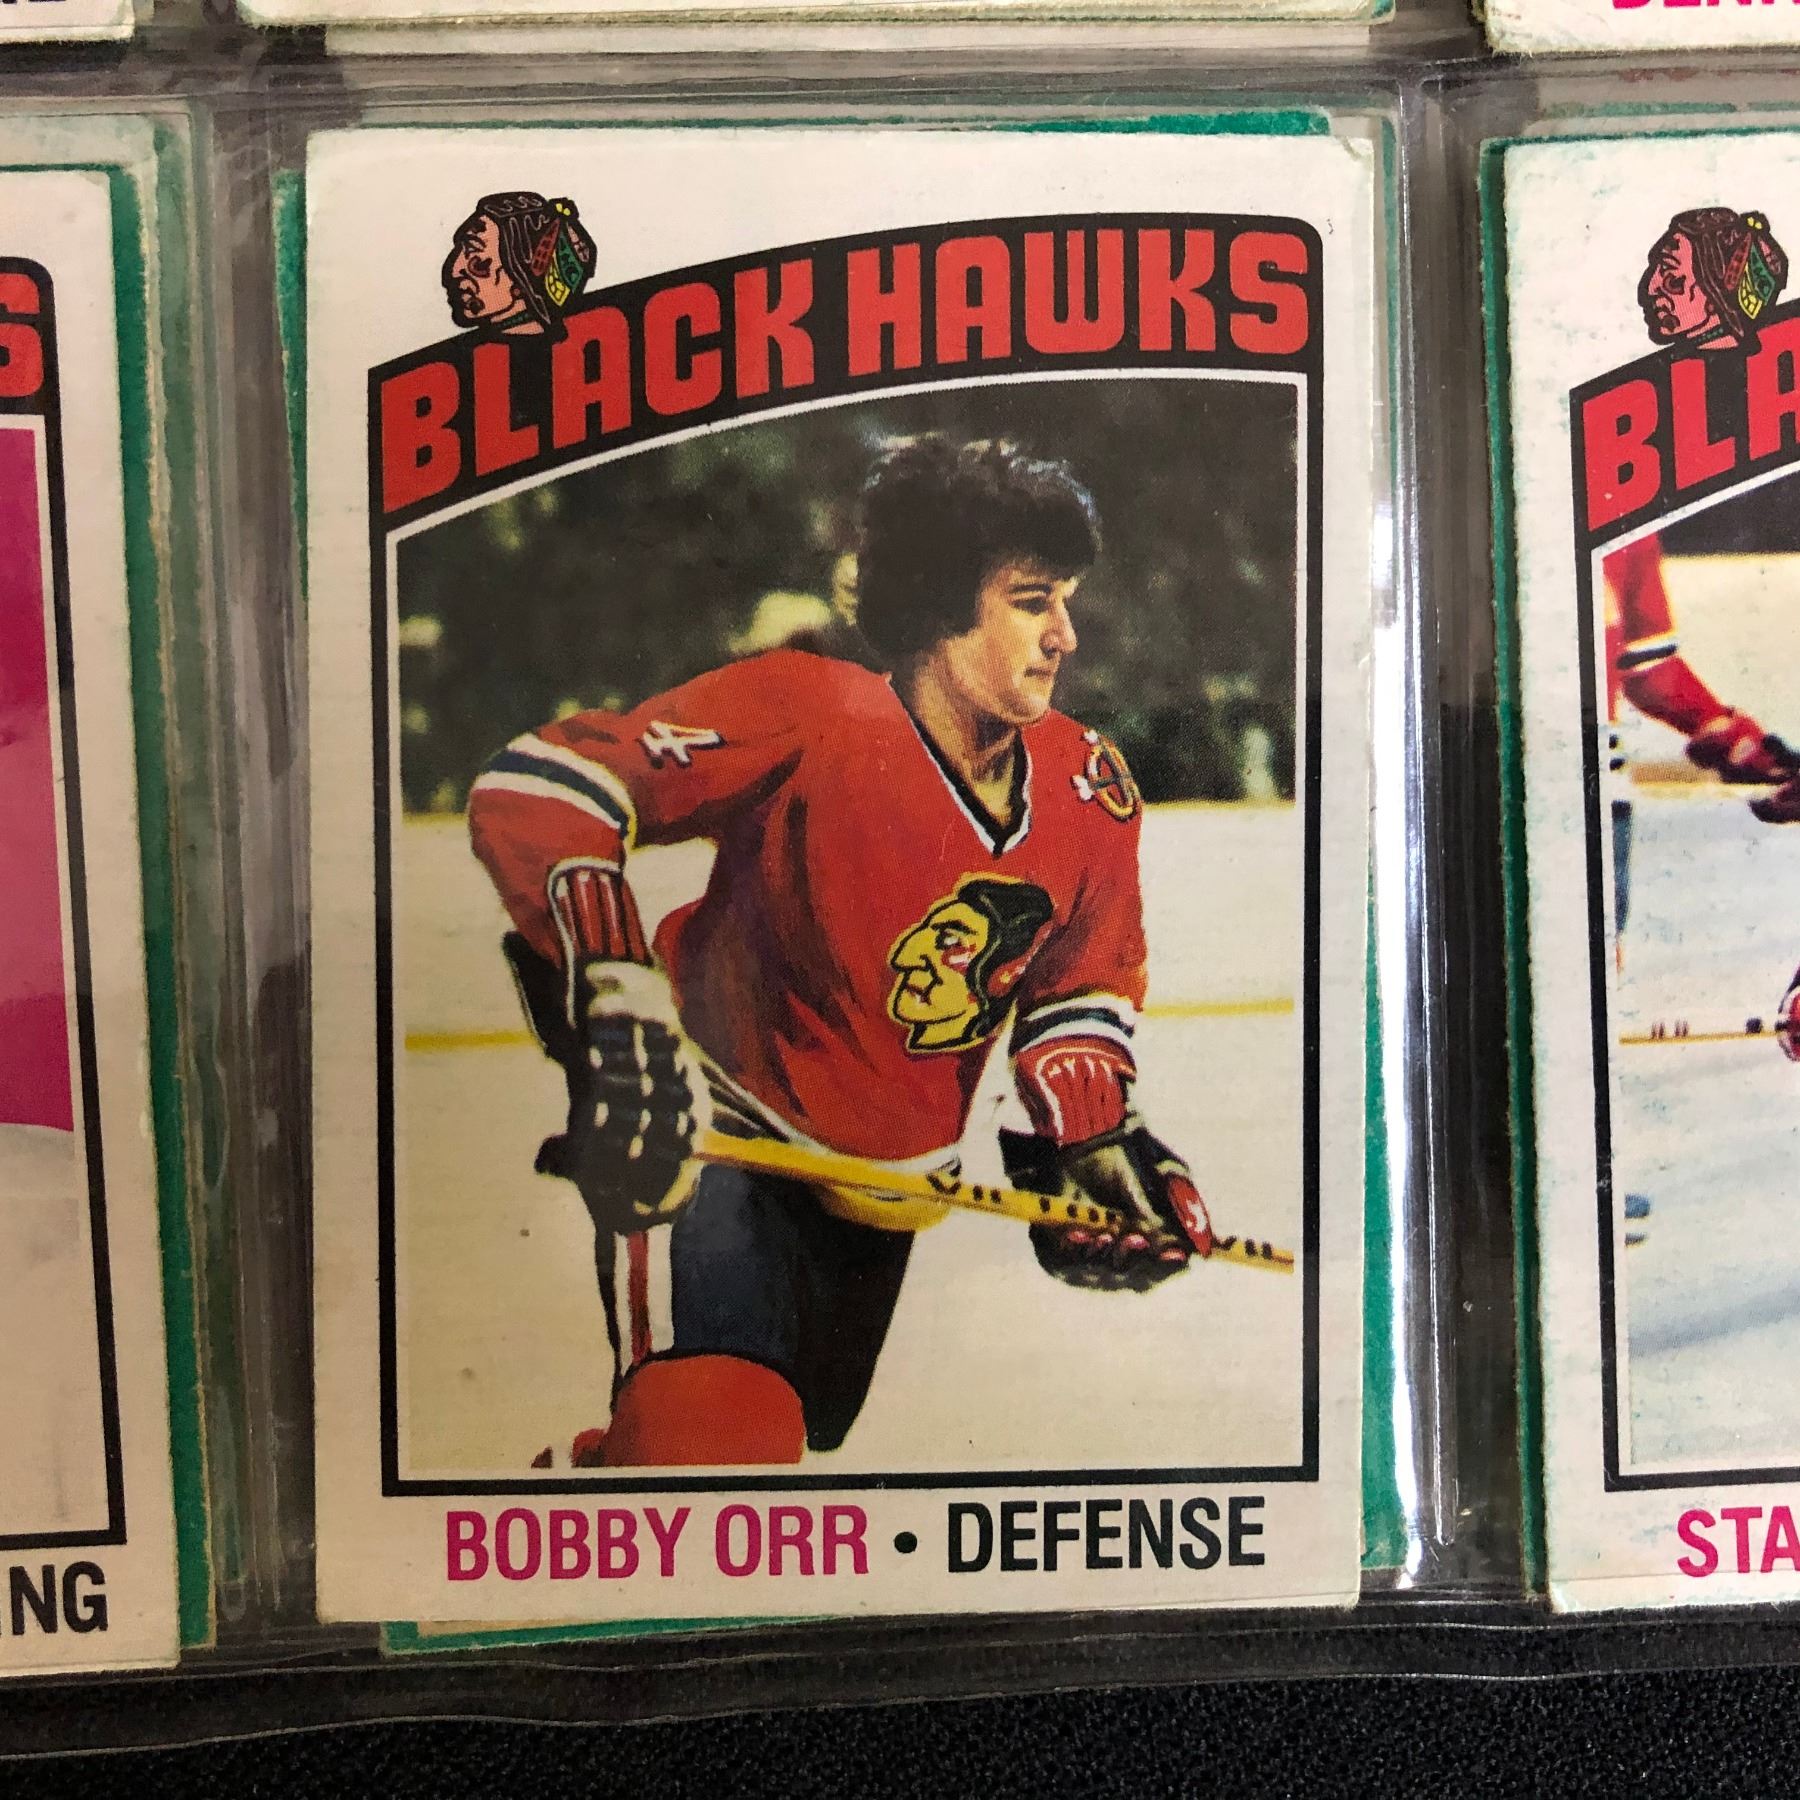 BLACK HAWKS
BOBBY ORR • DEFENSE
BLA
STA
NG
S